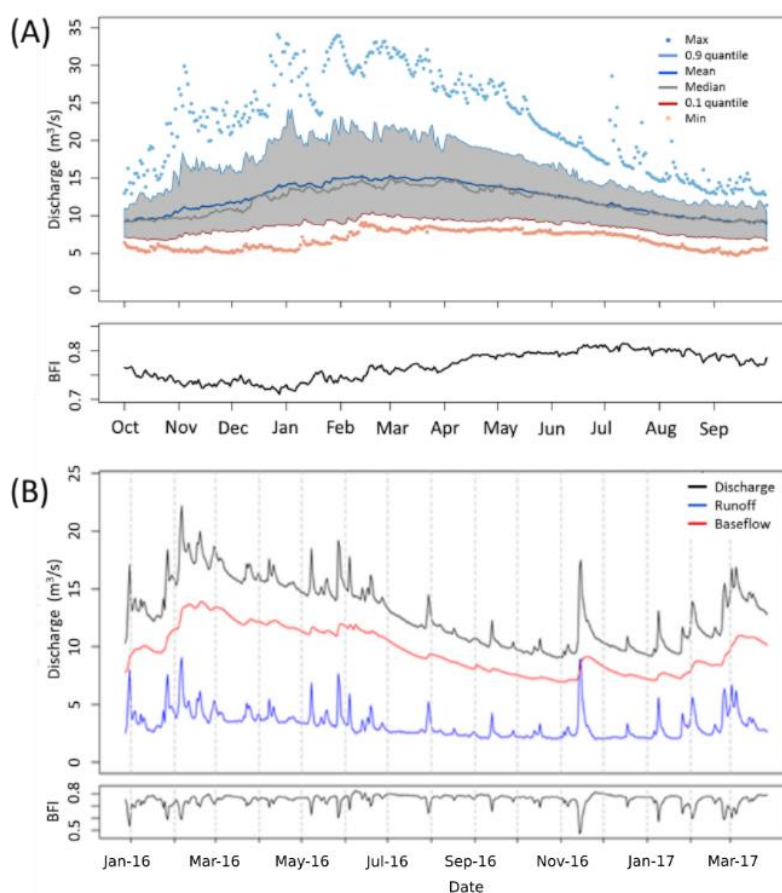 (A)
Discharge (m³/s)
35
30
25
20
15
10
5
0
Max
0.9 quantile
Mean
Median
0.1 quantile
Min
BFI
0.8
0.7
Oct Nov Dec Jan Feb Mar Apr May Jun Jul Aug Sep
(B)
Discharge (m³/s)
25
20
15
10
5
0
Discharge
Runoff
Baseflow
BFI
0.8
0.5
Jan-16 Mar-16 May-16 Jul-16 Sep-16 Nov-16 Jan-17 Mar-17
Date